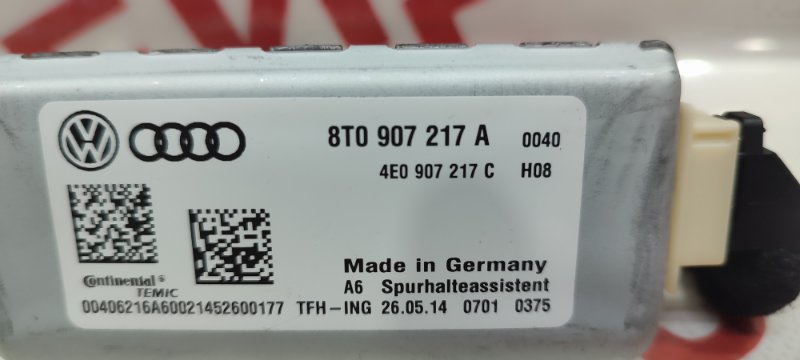 8T0 907 217 A 0040
4E0 907 217 C H08
Continental
TEMIC
Made in Germany
A6 Spurhalteassistent
00406216A60021452600177 TFH-ING 26.05.14 0701 0375